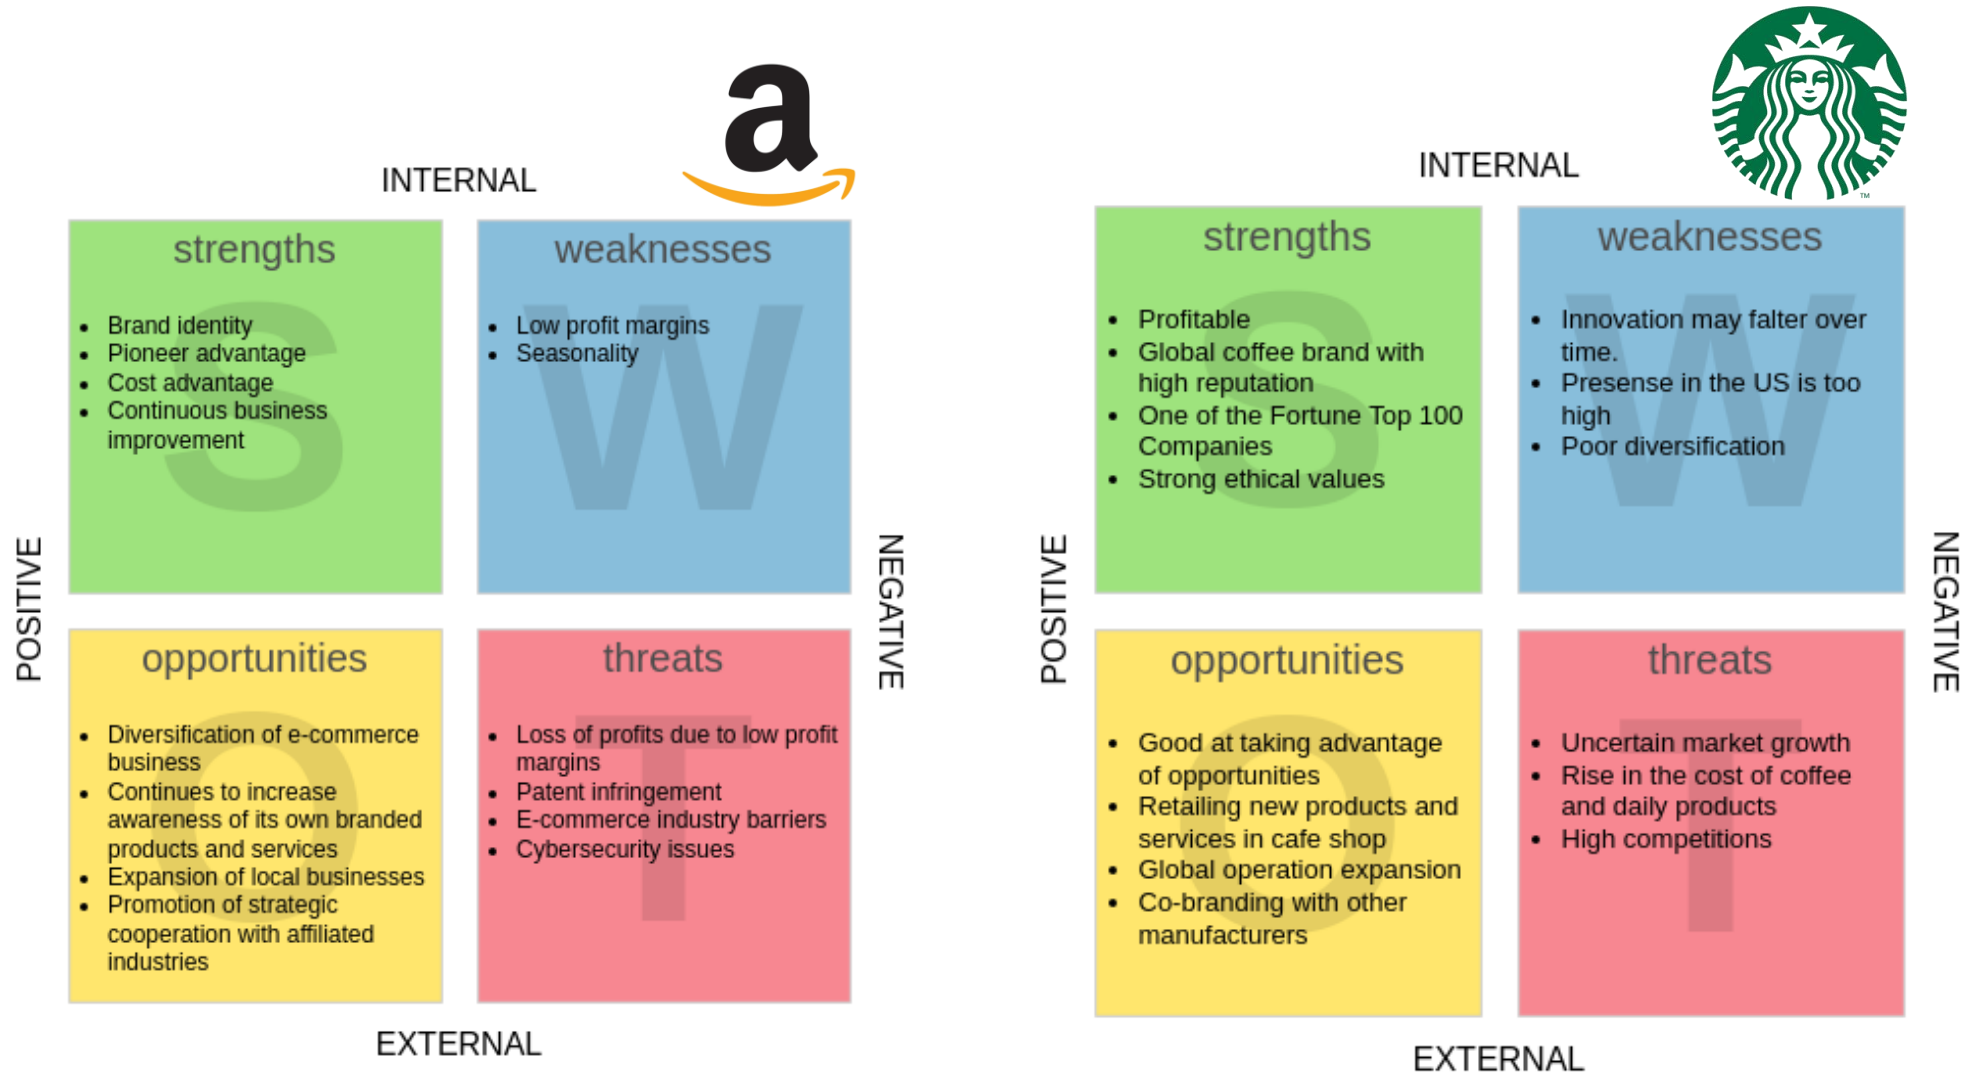 a
INTERNAL
strengths
• Brand identity
• Pioneer advantage
• Cost advantage
• Continuous business
improvement
S
weaknesses
• Low profit margins
• Seasonality
W
POSITIVE
NEGATIVE
opportunities
• Diversification of e-commerce
business
• Continues to increase
awareness of its own branded
products and services
• Expansion of local businesses
• Promotion of strategic
cooperation with affiliated
industries
O
threats
• Loss of profits due to low profit
margins
• Patent infringement
• E-commerce industry barriers
• Cybersecurity issues
T
EXTERNAL
TM
INTERNAL
strengths
• Profitable
• Global coffee brand with
high reputation
• One of the Fortune Top 100
Companies
• Strong ethical values
S
weaknesses
• Innovation may falter over
time.
• Presense in the US is too
high
• Poor diversification
W
POSITIVE
NEGATIVE
opportunities
• Good at taking advantage
of opportunities
• Retailing new products and
services in cafe shop
• Global operation expansion
• Co-branding with other
manufacturers
O
threats
• Uncertain market growth
• Rise in the cost of coffee
and daily products
• High competitions
T
EXTERNAL